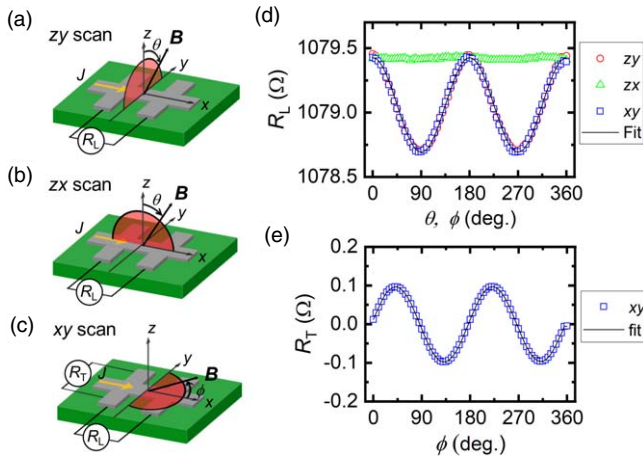 (a)
zy scan
z
θ
B
y
J
x
R_L
(b)
zx scan
z
θ
B
y
J
x
R_L
(c)
xy scan
z
R_T
J
y
B
ϕ
x
R_L
(d)
R_L (Ω)
1079.5
1079.0
1078.5
0 90 180 270 360
θ, ϕ (deg.)
zy
zx
xy
Fit
(e)
R_T (Ω)
0.2
0.1
0.0
-0.1
-0.2
0 90 180 270 360
ϕ (deg.)
xy
fit